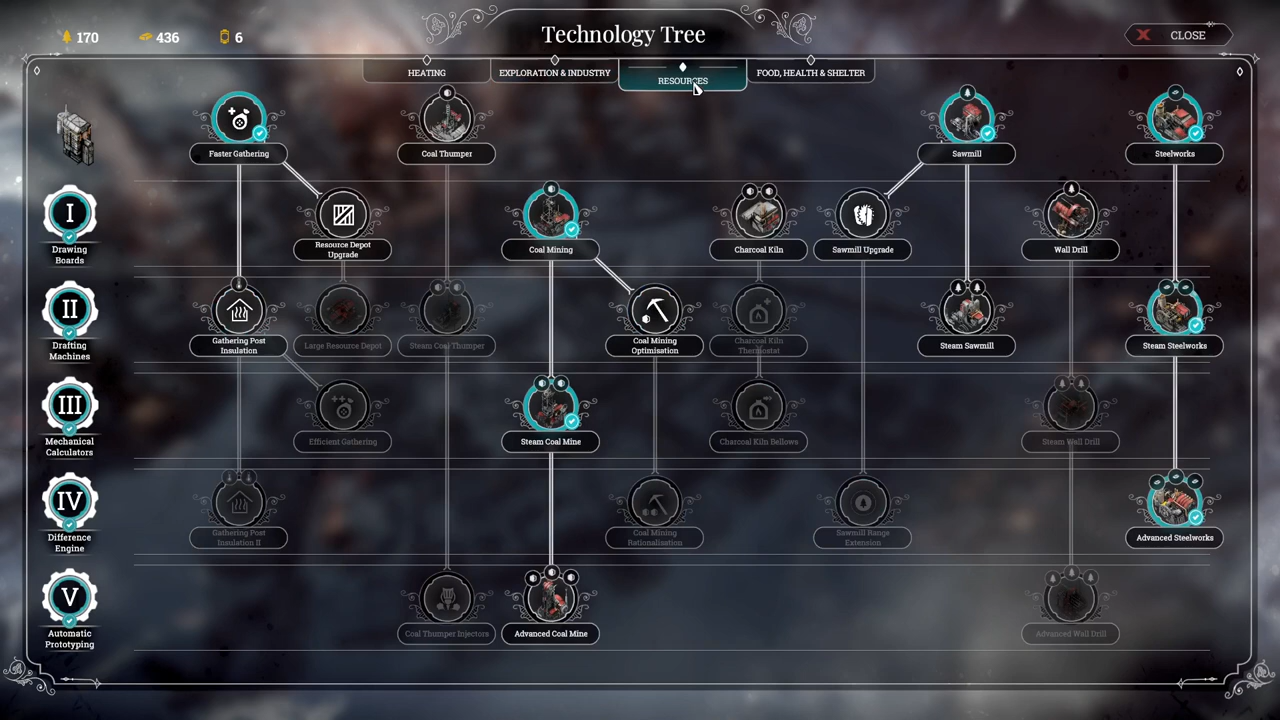 170
436
6
Technology Tree
CLOSE
HEATING
EXPLORATION & INDUSTRY
RESOURCES
FOOD, HEALTH & SHELTER
Faster Gathering
Coal Thumper
Sawmill
Steelworks
I
Drawing
Boards
Resource Depot
Upgrade
Coal Mining
Charcoal Kiln
Sawmill Upgrade
Wall Drill
II
Drafting
Machines
Gathering Post
Insulation
Large Resource Depot
Steam Coal Thumper
Coal Mining
Optimisation
Charcoal Kiln
Thermostat
Steam Sawmill
Steam Steelworks
III
Mechanical
Calculators
Efficient Gathering
Steam Coal Mine
Charcoal Kiln Bellows
Steam Wall Drill
IV
Difference
Engine
Gathering Post
Insulation II
Coal Mining
Rationalisation
Sawmill Range
Extension
Advanced Steelworks
V
Automatic
Prototyping
Coal Thumper Injectors
Advanced Coal Mine
Advanced Wall Drill